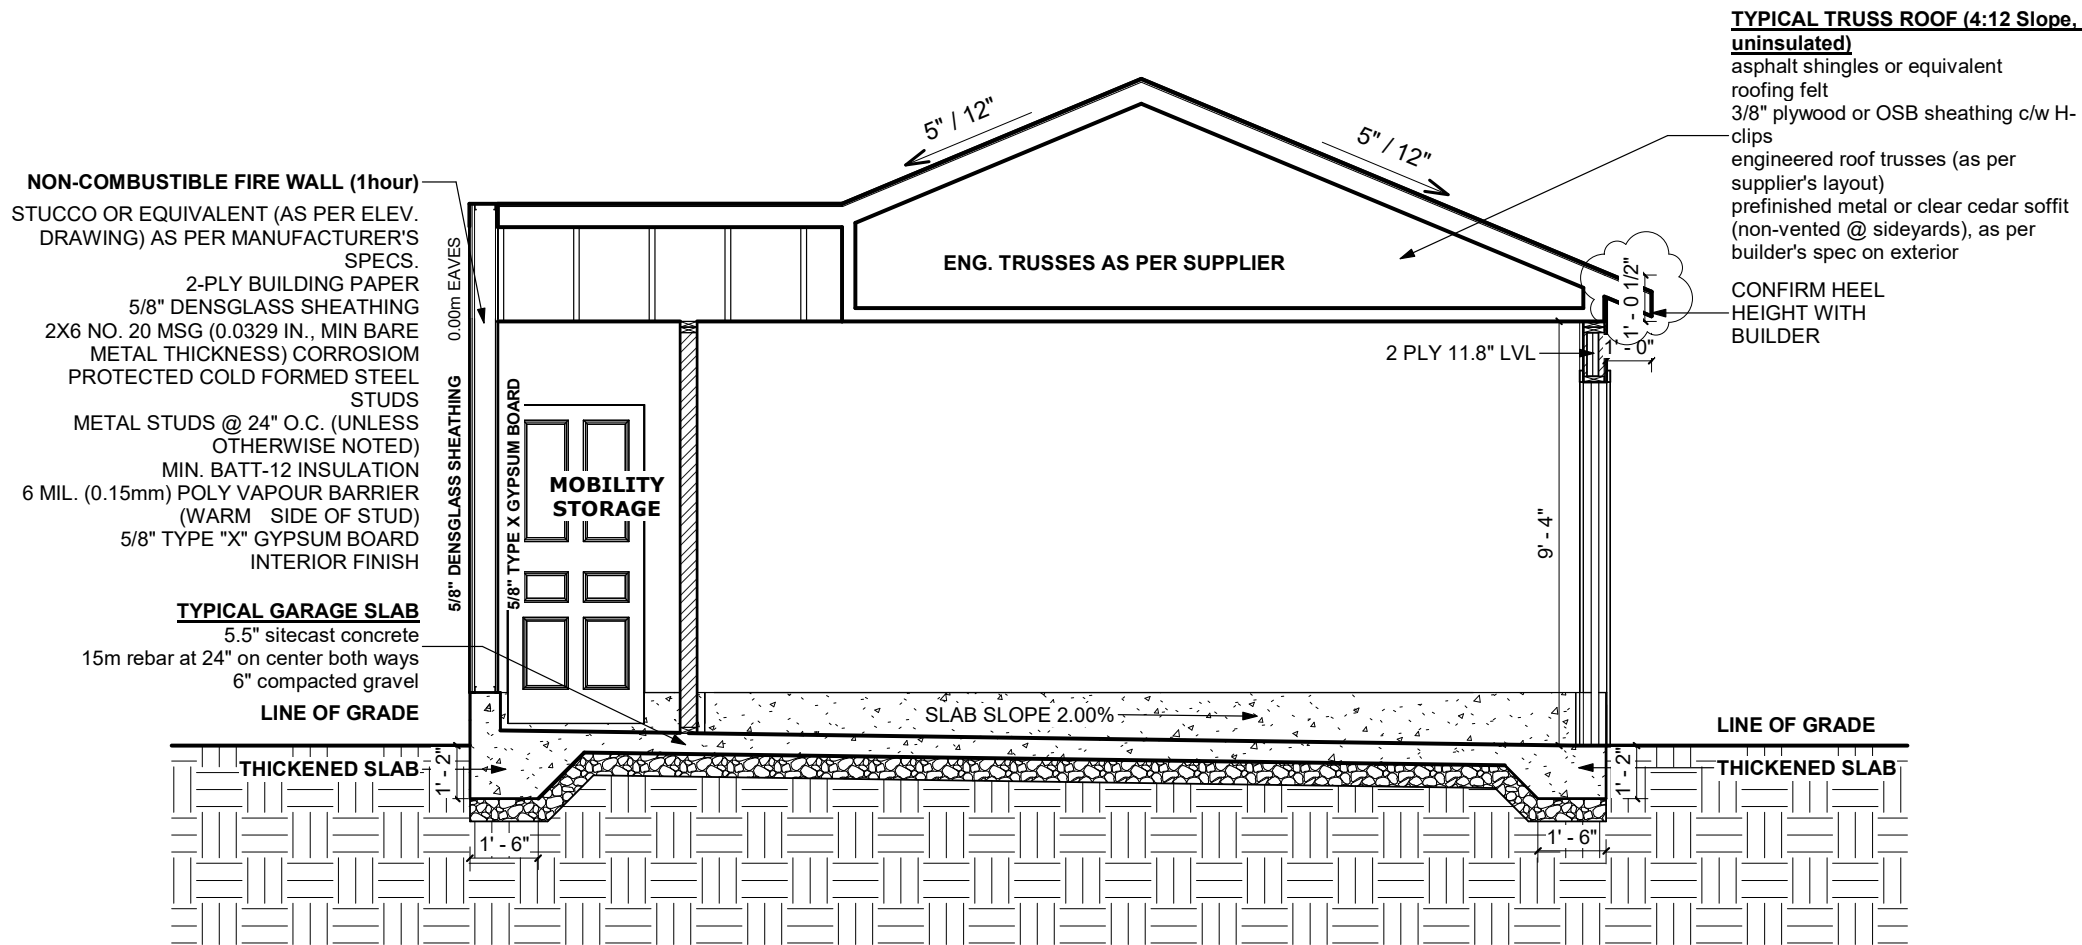 TYPICAL TRUSS ROOF (4:12 Slope,
uninsulated)
asphalt shingles or equivalent
roofing felt
3/8" plywood or OSB sheathing c/w H-
clips
engineered roof trusses (as per
supplier's layout)
prefinished metal or clear cedar soffit
(non-vented @ sideyards), as per
builder's spec on exterior
CONFIRM HEEL
HEIGHT WITH
BUILDER
5" / 12"
5" / 12"
NON-COMBUSTIBLE FIRE WALL (1hour)
STUCCO OR EQUIVALENT (AS PER ELEV.
DRAWING) AS PER MANUFACTURER'S
SPECS.
2-PLY BUILDING PAPER
5/8" DENSGLASS SHEATHING
2X6 NO. 20 MSG (0.0329 IN., MIN BARE
METAL THICKNESS) CORROSIOM
PROTECTED COLD FORMED STEEL
STUDS
METAL STUDS @ 24" O.C. (UNLESS
OTHERWISE NOTED)
MIN. BATT-12 INSULATION
6 MIL. (0.15mm) POLY VAPOUR BARRIER
(WARM SIDE OF STUD)
5/8" TYPE "X" GYPSUM BOARD
INTERIOR FINISH
TYPICAL GARAGE SLAB
5.5" sitecast concrete
15m rebar at 24" on center both ways
6" compacted gravel
LINE OF GRADE
THICKENED SLAB
0.00m EAVES
5/8" DENSGLASS SHEATHING
5/8" TYPE X GYPSUM BOARD
MOBILITY
STORAGE
ENG. TRUSSES AS PER SUPPLIER
2 PLY 11.8" LVL
1' - 0 1/2"
1' - 0"
9' - 4"
SLAB SLOPE 2.00%
LINE OF GRADE
THICKENED SLAB
1' - 2"
1' - 2"
1' - 6"
1' - 6"